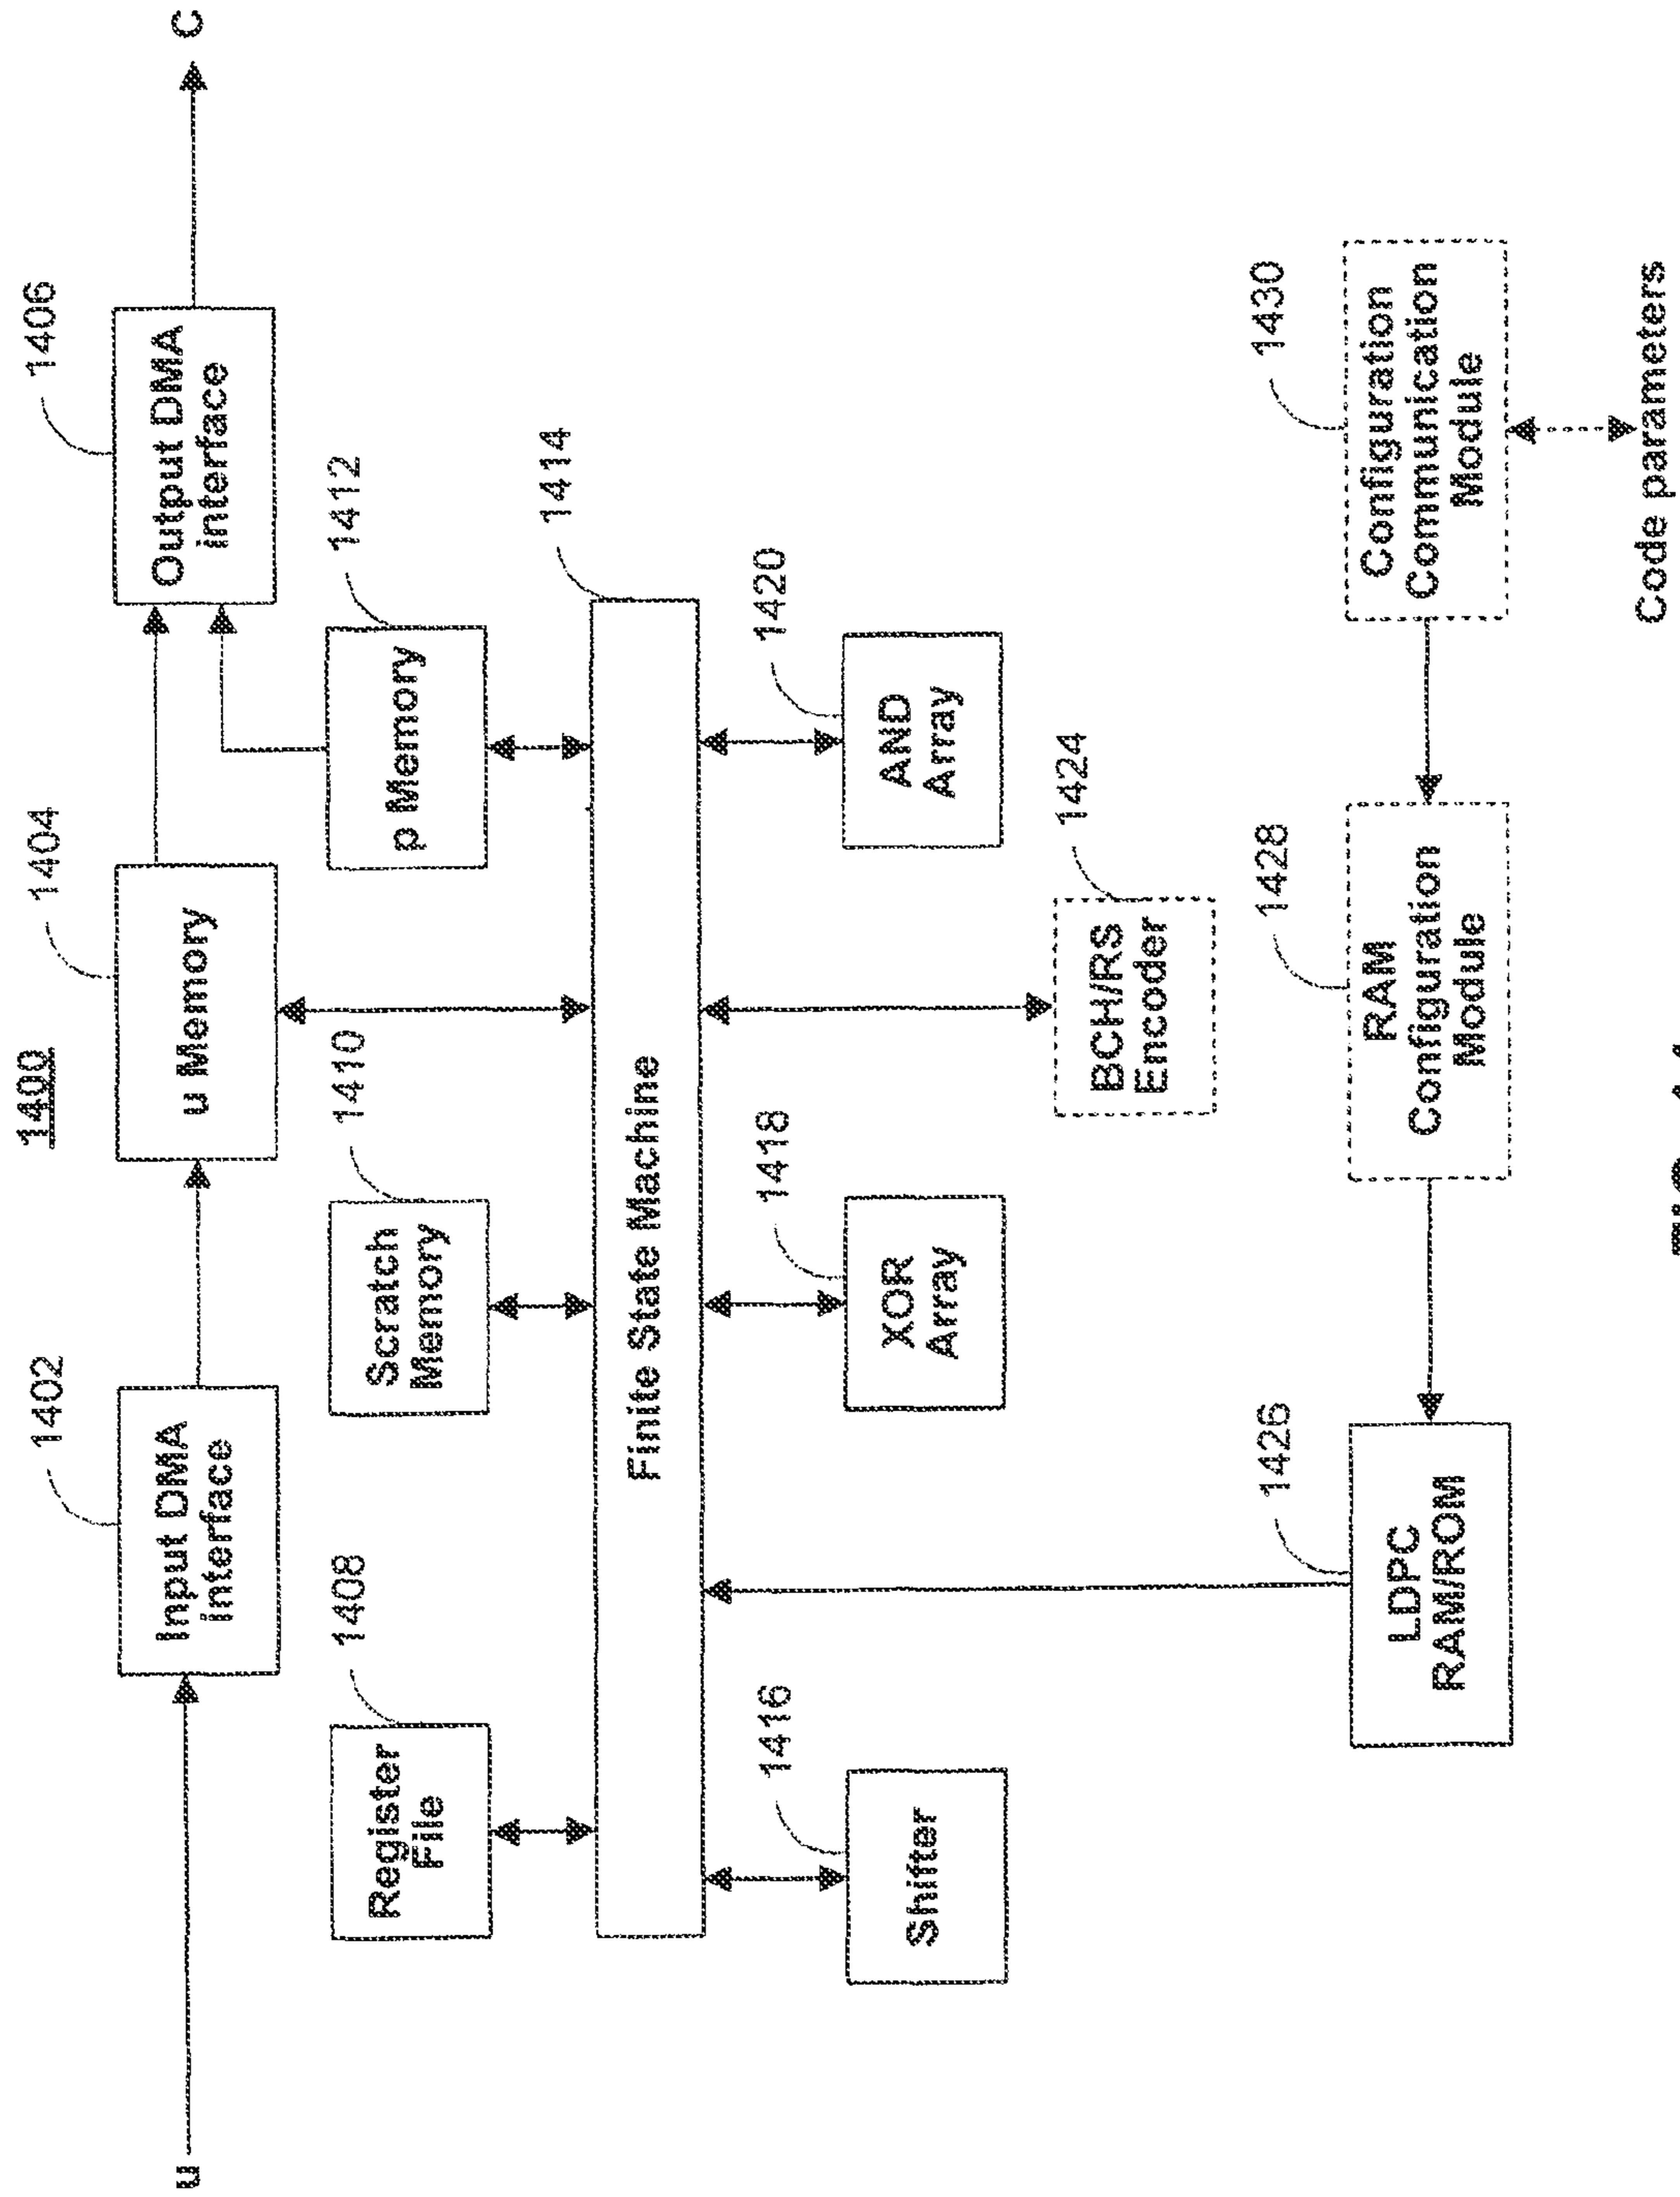 1400
1402
1404
1406
u
Input DMA
interface
u Memory
Output DMA
interface
C
1408
1410
1412
Register
File
Scratch
Memory
p Memory
1414
Finite State Machine
1416
1418
1420
Shifter
XOR
Array
AND
Array
1424
BCH/RS
Encoder
1426
1428
1430
LDPC
RAM/ROM
RAM
Configuration
Module
Configuration
Communication
Module
Code parameters